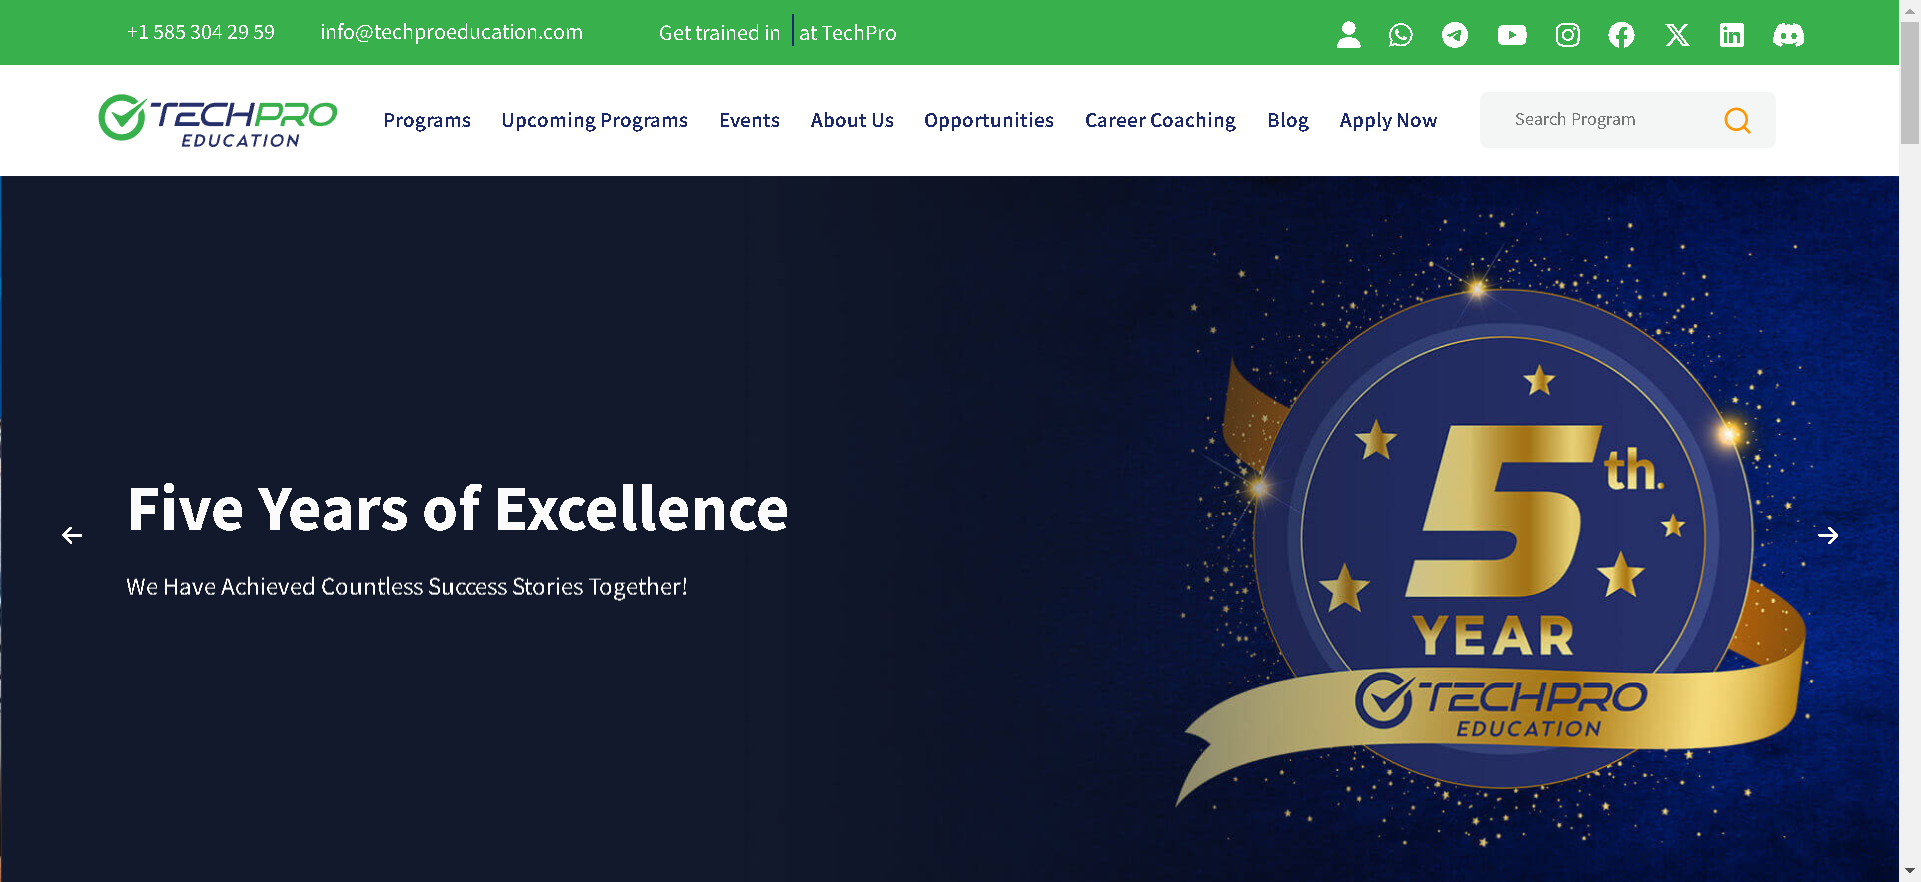 +1 585 304 29 59 info@techproeducation.com Get trained in at TechPro
TECHPRO
EDUCATION
Programs Upcoming Programs Events About Us Opportunities Career Coaching Blog Apply Now Search Program
Five Years of Excellence
We Have Achieved Countless Success Stories Together!
5th.
YEAR
TECHPRO
EDUCATION